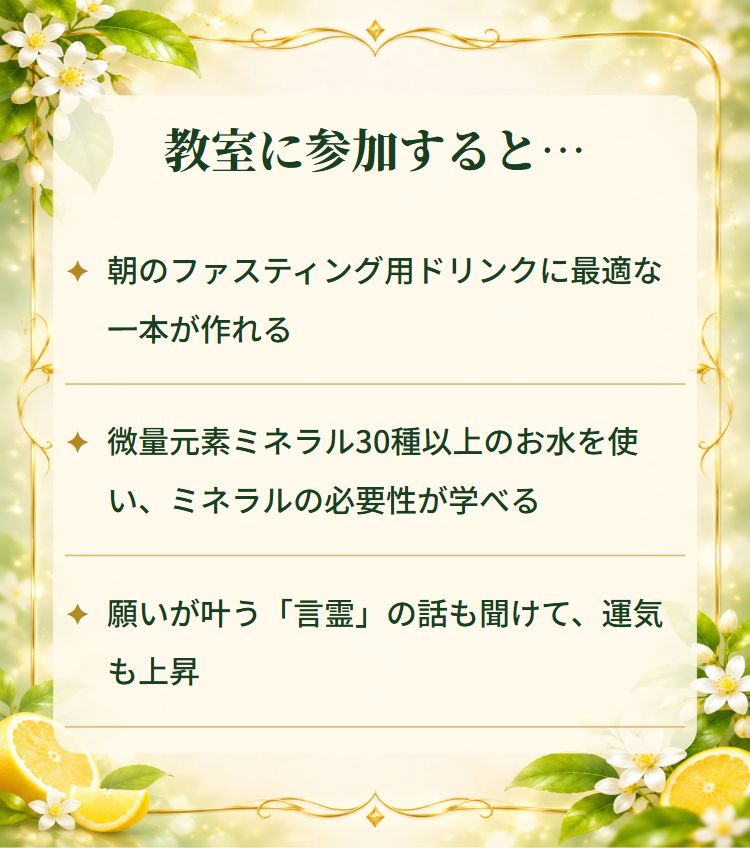 教室に参加すると…
朝のファスティング用ドリンクに最適な
一本が作れる
微量元素ミネラル30種以上のお水を使
い、ミネラルの必要性が学べる
願いが叶う「言霊」の話も聞けて、運気
も上昇